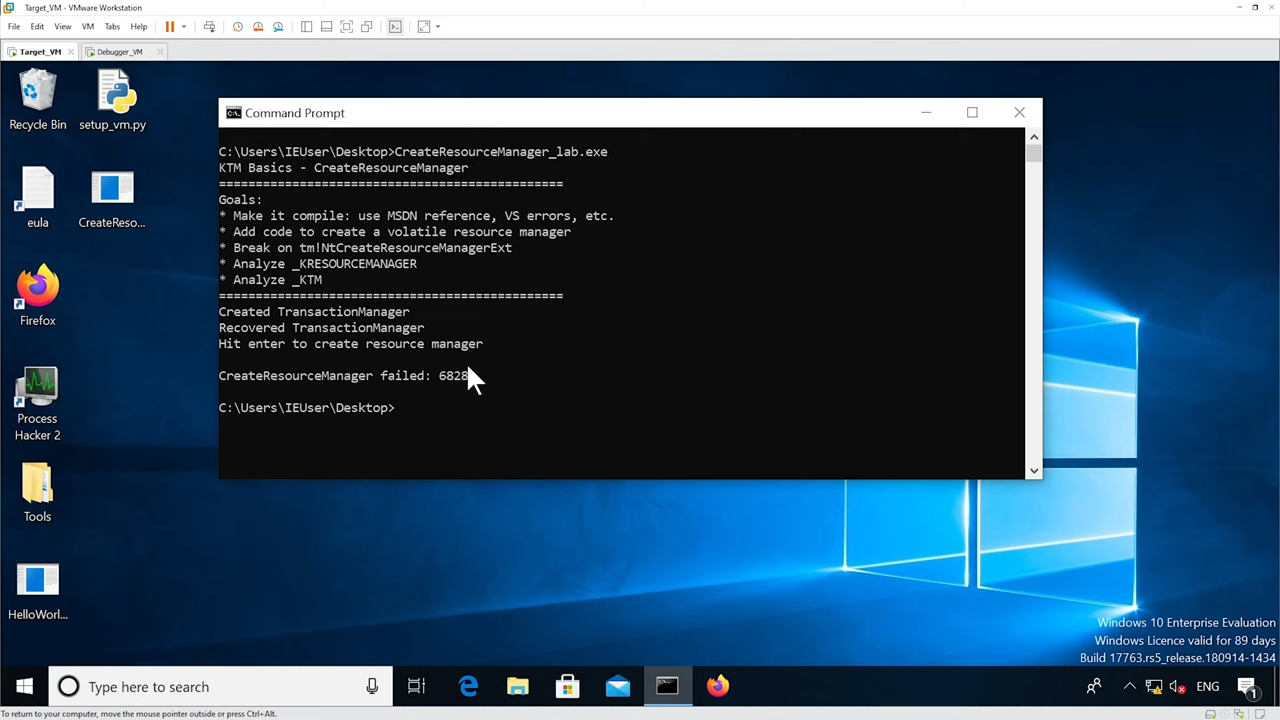 Target_VM - VMware Workstation
File Edit View VM Tabs Help
Target_VM Debugger_VM
Recycle Bin
setup_vm.py
eula
CreateReso...
Firefox
Process
Hacker 2
Tools
HelloWorl...
Command Prompt
C:\Users\IEUser\Desktop>CreateResourceManager_lab.exe
KTM Basics - CreateResourceManager
===============================================
Goals:
* Make it compile: use MSDN reference, VS errors, etc.
* Add code to create a volatile resource manager
* Break on tm!NtCreateResourceManagerExt
* Analyze _KRESOURCEMANAGER
* Analyze _KTM
===============================================
Created TransactionManager
Recovered TransactionManager
Hit enter to create resource manager
CreateResourceManager failed: 6828
C:\Users\IEUser\Desktop>
Windows 10 Enterprise Evaluation
Windows Licence valid for 89 days
Build 17763.rs5_release.180914-1434
Type here to search
ENG
1
To return to your computer, move the mouse pointer outside or press Ctrl+Alt.